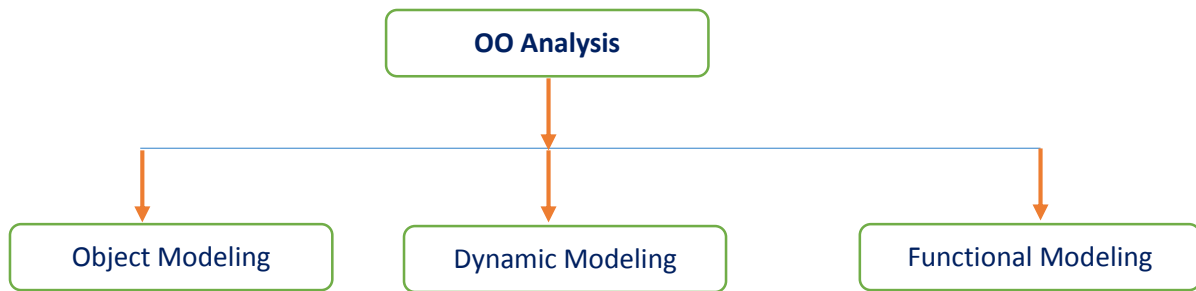 OO Analysis
Object Modeling
Dynamic Modeling
Functional Modeling